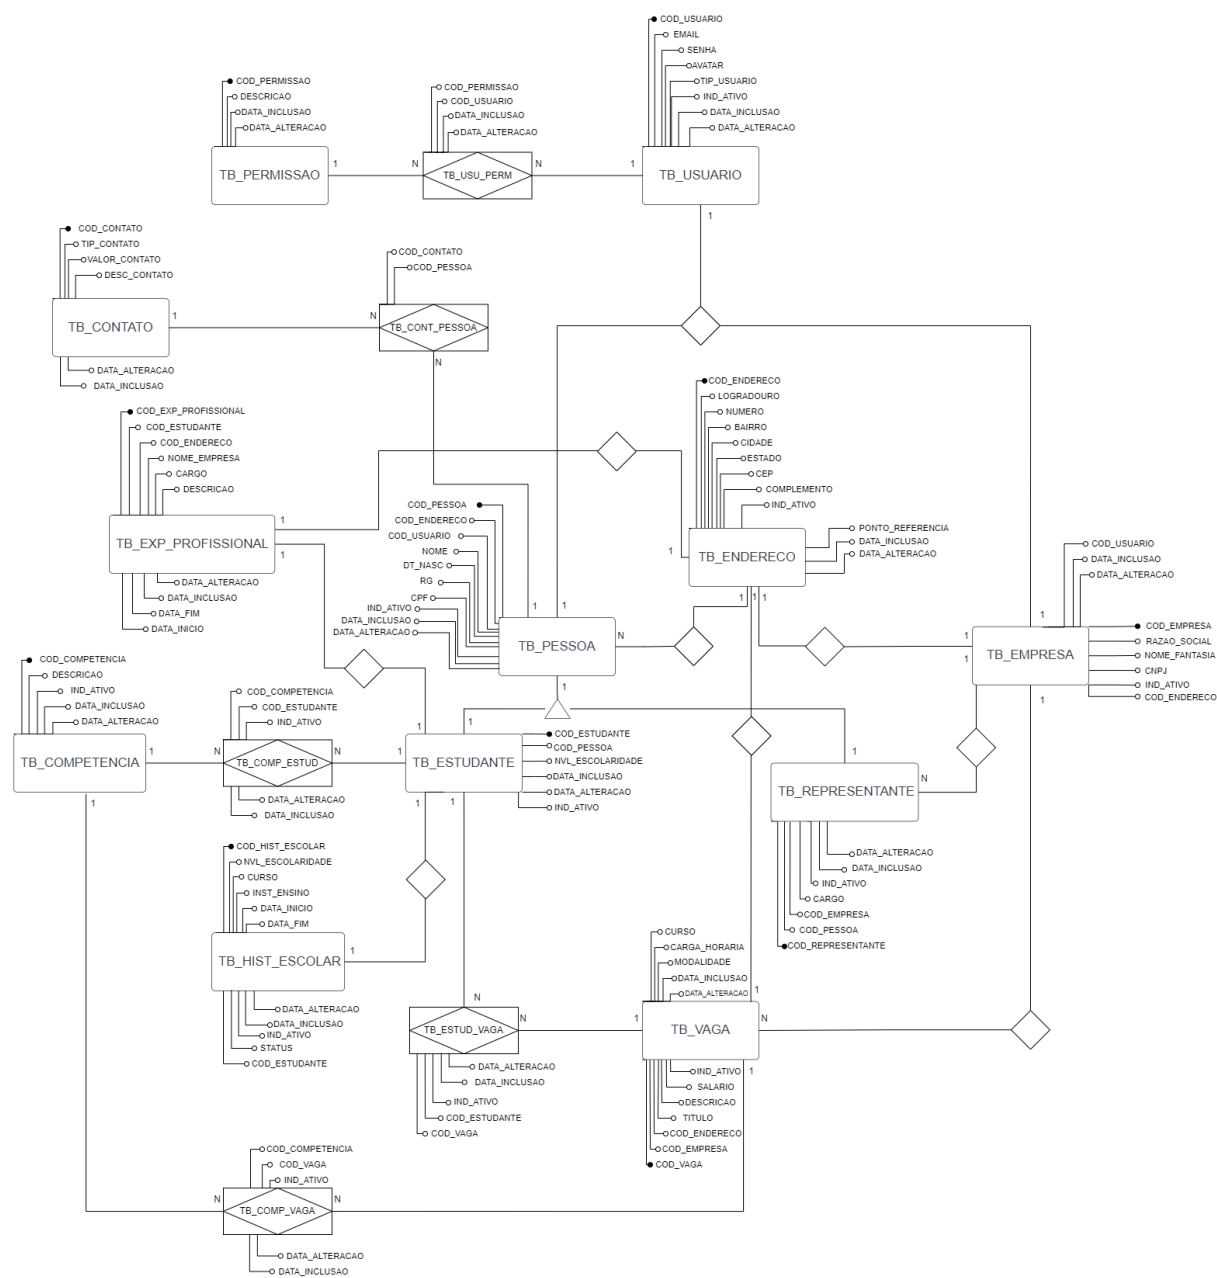 COD_USUARIO
EMAIL
SENHA
AVATAR
TIP_USUARIO
IND_ATIVO
DATA_INCLUSAO
DATA_ALTERACAO
TB_USUARIO
1
1
COD_PERMISSAO
DESCRICAO
DATA_INCLUSAO
DATA_ALTERACAO
TB_PERMISSAO
1
COD_PERMISSAO
COD_USUARIO
DATA_INCLUSAO
DATA_ALTERACAO
N
TB_USU_PERM
N
COD_CONTATO
TIP_CONTATO
VALOR_CONTATO
DESC_CONTATO
TB_CONTATO
1
DATA_ALTERACAO
DATA_INCLUSAO
COD_CONTATO
COD_PESSOA
N
TB_CONT_PESSOA
N
COD_EXP_PROFISSIONAL
COD_ESTUDANTE
COD_ENDERECO
NOME_EMPRESA
CARGO
DESCRICAO
TB_EXP_PROFISSIONAL
1
1
DATA_ALTERACAO
DATA_INCLUSAO
DATA_FIM
DATA_INICIO
COD_ENDERECO
LOGRADOURO
NUMERO
BAIRRO
CIDADE
ESTADO
CEP
COMPLEMENTO
IND_ATIVO
1
TB_ENDERECO
PONTO_REFERENCIA
DATA_INCLUSAO
DATA_ALTERACAO
1
1
1
COD_PESSOA
COD_ENDERECO
COD_USUARIO
NOME
DT_NASC
RG
CPF
IND_ATIVO
DATA_INCLUSAO
DATA_ALTERACAO
1
1
TB_PESSOA
N
1
COD_USUARIO
DATA_INCLUSAO
DATA_ALTERACAO
1
1
1
TB_EMPRESA
1
COD_EMPRESA
RAZAO_SOCIAL
NOME_FANTASIA
CNPJ
IND_ATIVO
COD_ENDERECO
COD_COMPETENCIA
DESCRICAO
IND_ATIVO
DATA_INCLUSAO
DATA_ALTERACAO
TB_COMPETENCIA
1
1
COD_COMPETENCIA
COD_ESTUDANTE
IND_ATIVO
N
TB_COMP_ESTUD
N
DATA_ALTERACAO
DATA_INCLUSAO
1
1
1
TB_ESTUDANTE
1
1
COD_ESTUDANTE
COD_PESSOA
NVL_ESCOLARIDADE
DATA_INCLUSAO
DATA_ALTERACAO
IND_ATIVO
1
TB_REPRESENTANTE
N
DATA_ALTERACAO
DATA_INCLUSAO
IND_ATIVO
CARGO
COD_EMPRESA
COD_PESSOA
COD_REPRESENTANTE
COD_HIST_ESCOLAR
NVL_ESCOLARIDADE
CURSO
INST_ENSINO
DATA_INICIO
DATA_FIM
TB_HIST_ESCOLAR
1
DATA_ALTERACAO
DATA_INCLUSAO
IND_ATIVO
STATUS
COD_ESTUDANTE
N
TB_ESTUD_VAGA
N
DATA_ALTERACAO
DATA_INCLUSAO
IND_ATIVO
COD_ESTUDANTE
COD_VAGA
CURSO
CARGA_HORARIA
MODALIDADE
DATA_INCLUSAO
DATA_ALTERACAO
1
1
TB_VAGA
N
1
IND_ATIVO
SALARIO
DESCRICAO
TITULO
COD_ENDERECO
COD_EMPRESA
COD_VAGA
COD_COMPETENCIA
COD_VAGA
IND_ATIVO
N
TB_COMP_VAGA
N
DATA_ALTERACAO
DATA_INCLUSAO